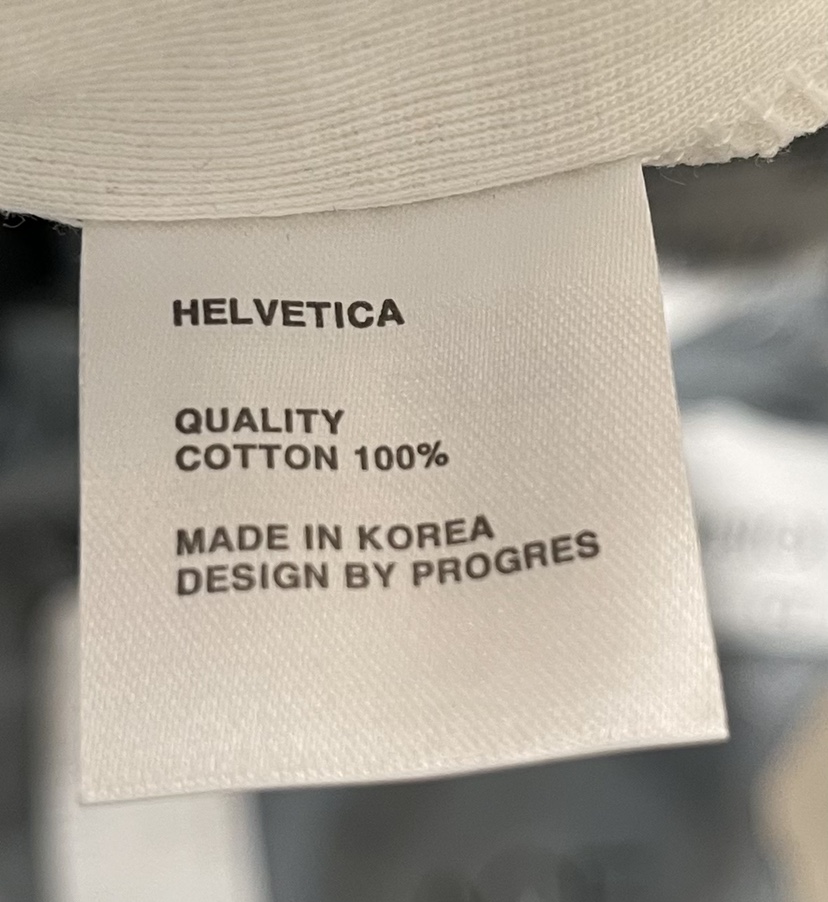 HELVETICA
QUALITY
COTTON 100%
MADE IN KOREA
DESIGN BY PROGRES